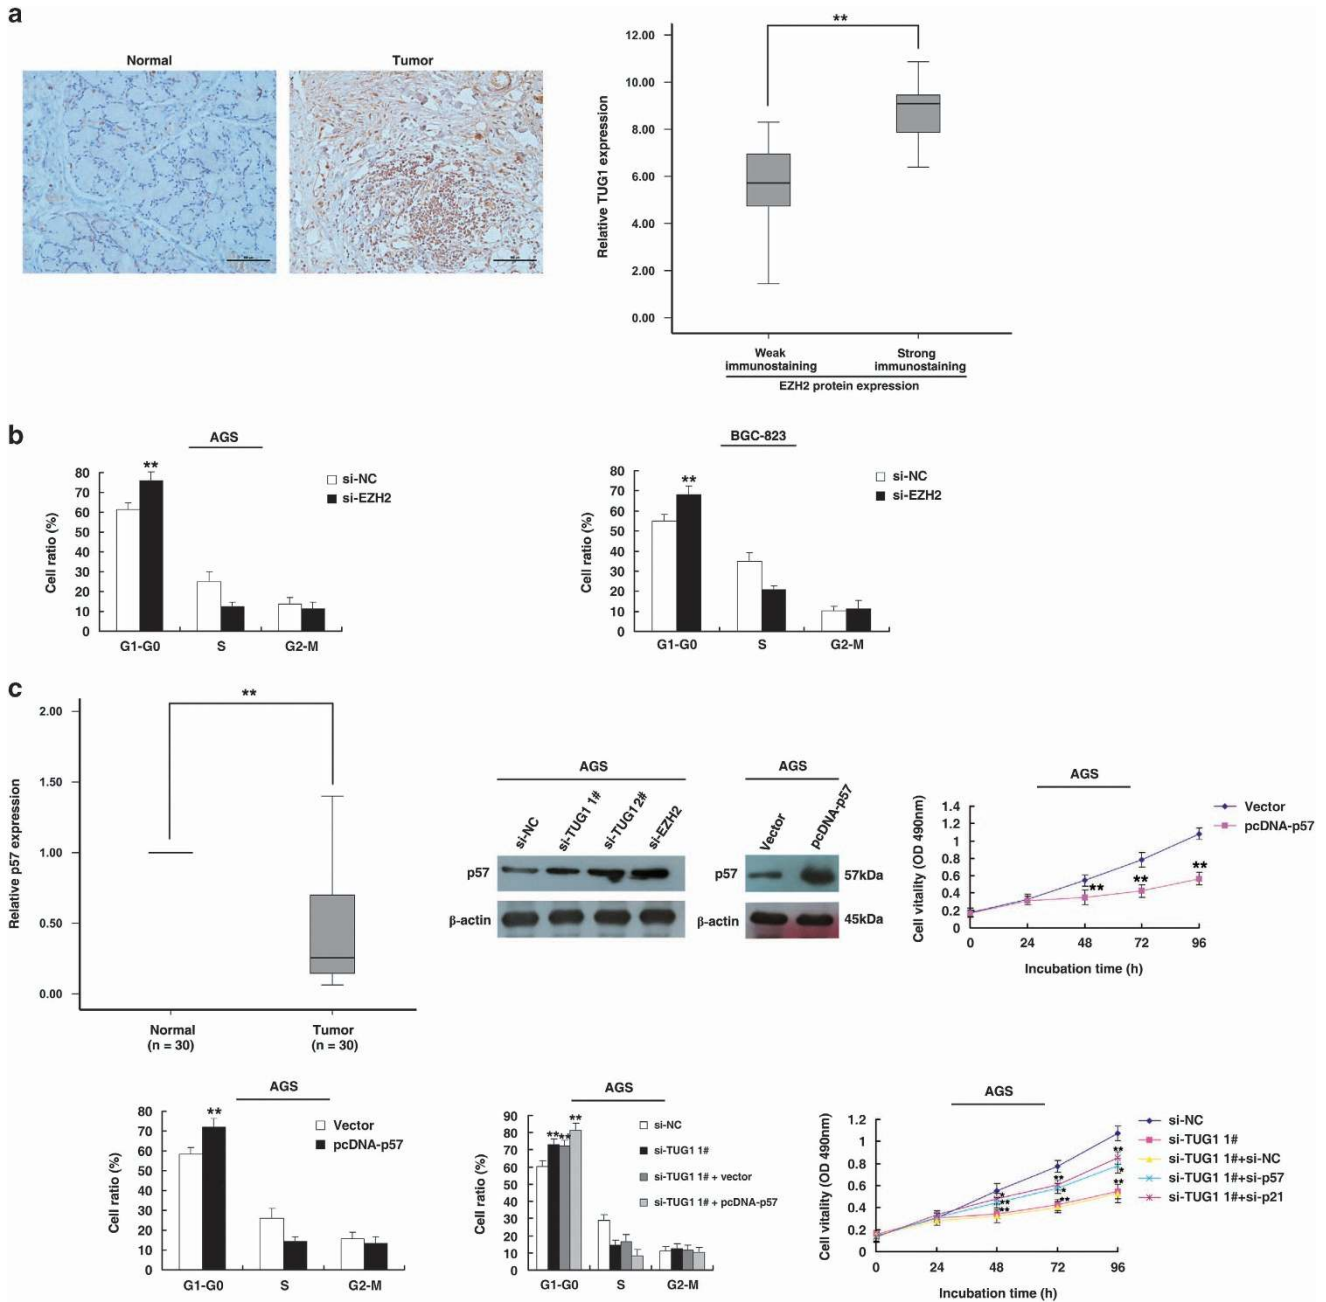 a
Normal
Tumor
**
12.00
10.00
8.00
6.00
4.00
2.00
0.00
Relative TUG1 expression
Weak immunostaining
Strong immunostaining
EZH2 protein expression
b
AGS
**
si-NC
si-EZH2
80
70
60
50
40
30
20
10
0
Cell ratio (%)
G1-G0
S
G2-M
BGC-823
**
si-NC
si-EZH2
80
70
60
50
40
30
20
10
0
Cell ratio (%)
G1-G0
S
G2-M
c
**
2.00
1.50
1.00
0.50
0.00
Relative p57 expression
Normal
(n = 30)
Tumor
(n = 30)
AGS
si-NC
si-TUG1 1#
si-TUG1 2#
si-EZH2
p57
β-actin
AGS
Vector
pcDNA-p57
p57
57kDa
β-actin
45kDa
AGS
Vector
pcDNA-p57
1.4
1.2
1
0.8
0.6
0.4
0.2
0
Cell vitality (OD 490nm)
**
**
**
0
24
48
72
96
Incubation time (h)
AGS
**
Vector
pcDNA-p57
80
70
60
50
40
30
20
10
0
Cell ratio (%)
G1-G0
S
G2-M
AGS
**
**
**
si-NC
si-TUG1 1#
si-TUG1 1# + vector
si-TUG1 1# + pcDNA-p57
90
80
70
60
50
40
30
20
10
0
Cell ratio (%)
G1-G0
S
G2-M
AGS
si-NC
si-TUG1 1#
si-TUG1 1#+si-NC
si-TUG1 1#+si-p57
si-TUG1 1#+si-p21
1.2
1
0.8
0.6
0.4
0.2
0
Cell vitality (OD 490nm)
*
**
**
**
*
**
**
*
**
0
24
48
72
96
Incubation time (h)